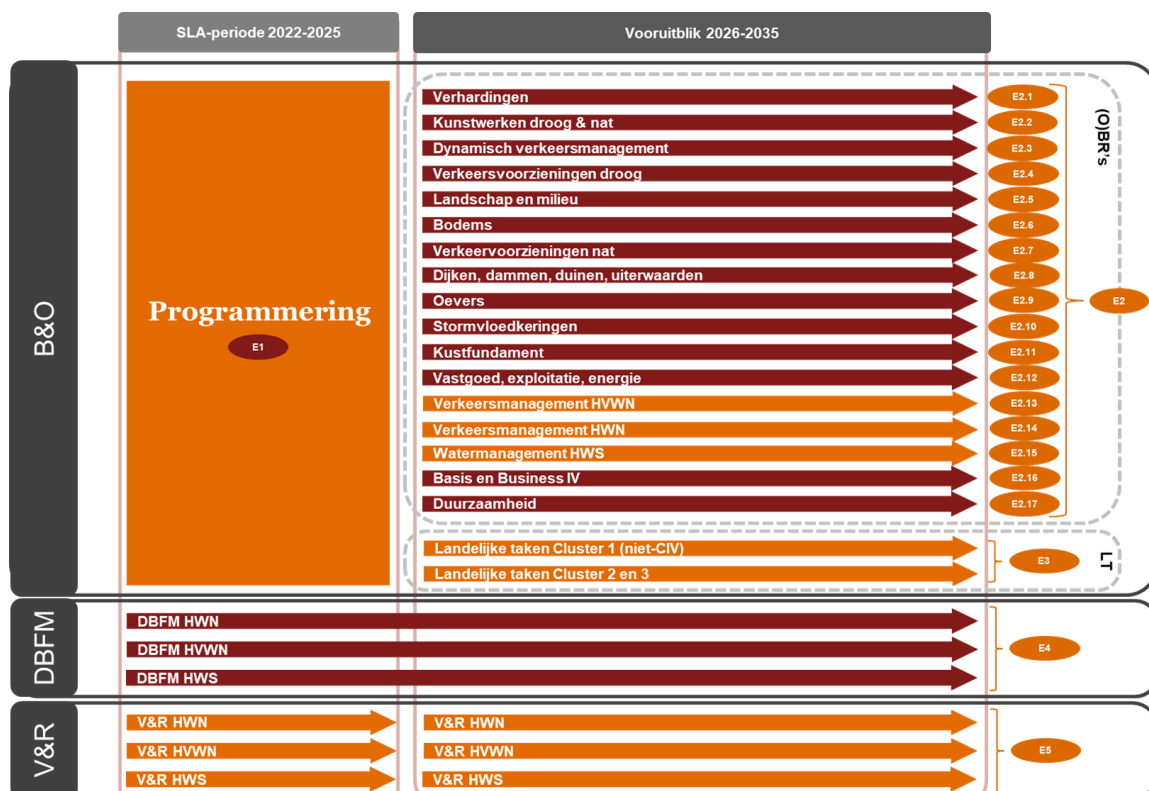 SLA-periode 2022-2025
Vooruitblik 2026-2035
B&O
Programmering
E1
Verhardingen
E2.1
Kunstwerken droog & nat
E2.2
Dynamisch verkeersmanagement
E2.3
Verkeersvoorzieningen droog
E2.4
Landschap en milieu
E2.5
Bodems
E2.6
Verkeervoorzieningen nat
E2.7
Dijken, dammen, duinen, uiterwaarden
E2.8
Oevers
E2.9
Stormvloedkeringen
E2.10
Kustfundament
E2.11
Vastgoed, exploitatie, energie
E2.12
Verkeersmanagement HVWN
E2.13
Verkeersmanagement HWN
E2.14
Watermanagement HWS
E2.15
Basis en Business IV
E2.16
Duurzaamheid
E2.17
(O)BR's
E2
Landelijke taken Cluster 1 (niet-CIV)
Landelijke taken Cluster 2 en 3
E3
LT
DBFM
DBFM HWN
DBFM HVWN
DBFM HWS
E4
V&R
V&R HWN
V&R HWN
V&R HVWN
V&R HVWN
V&R HWS
V&R HWS
E5